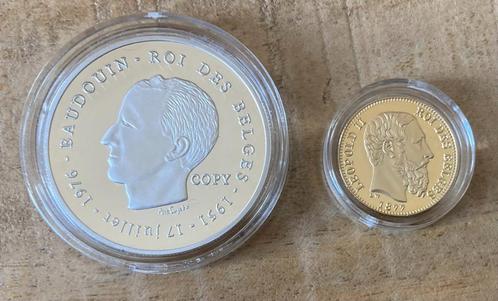 1976 - BAUDOUIN - ROI DES BELGES - 1951 - 17 juillet -
COPY
LEOPOLD II
ROI DES BELGES
1877